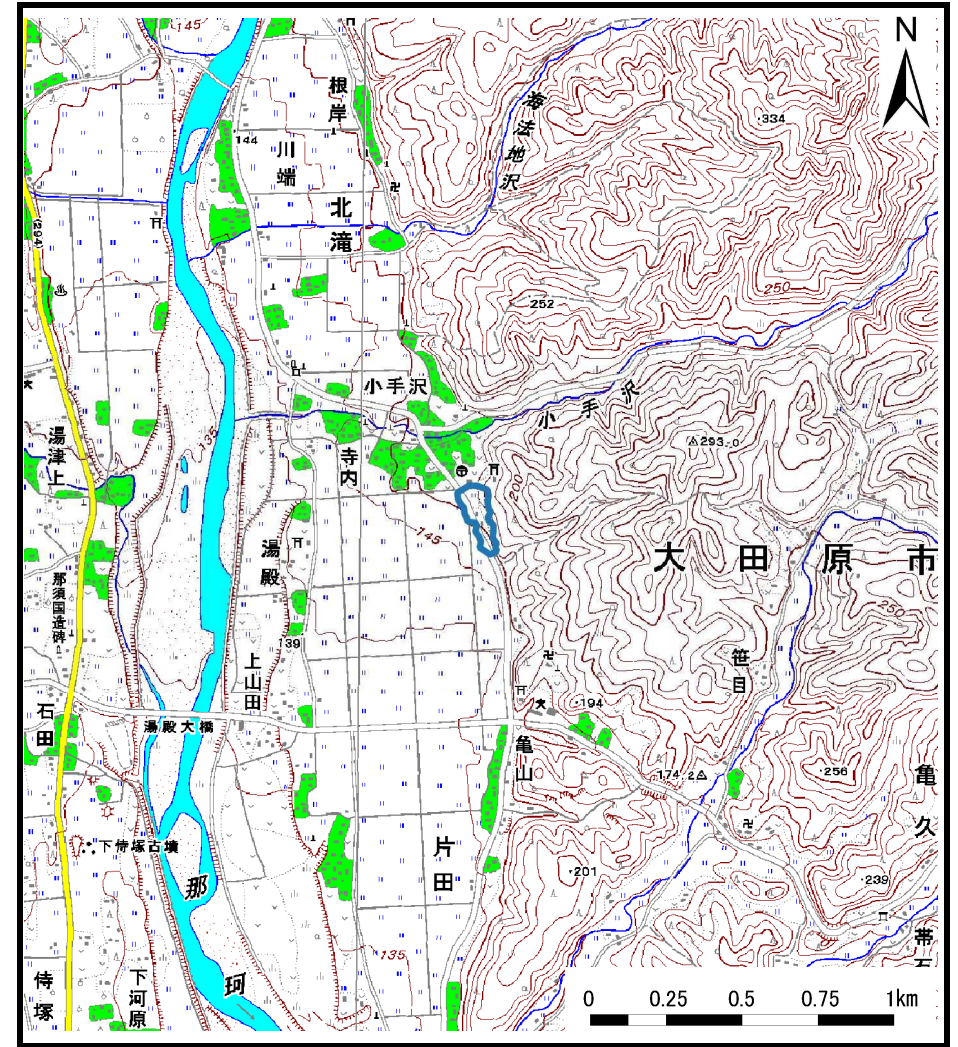 145
N
根岸
海法地沢
334
144
川端
北滝
(294)
250
252
小手沢
小手沢
湯津上
135
293.0
寺内
200
145
湯殿
大田原市
那須国造碑
250
139
笹目
上山田
石田
湯殿大橋
194
亀山
174.2
256
亀久
下侍塚古墳
片田
那
201
239
帯石
135
侍塚
下河原
珂
0 0.25 0.5 0.75 1km